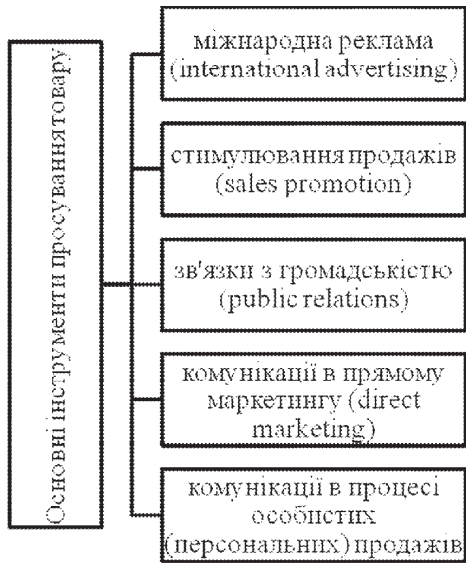 Основні інструменти просування товару
міжнародна реклама
(international advertising)
стимулювання продажів
(sales promotion)
зв'язки з громадськістю
(public relations)
комунікації в прямому
маркетингу (direct
marketing)
комунікації в процесі
особистих
(персональних) продажів